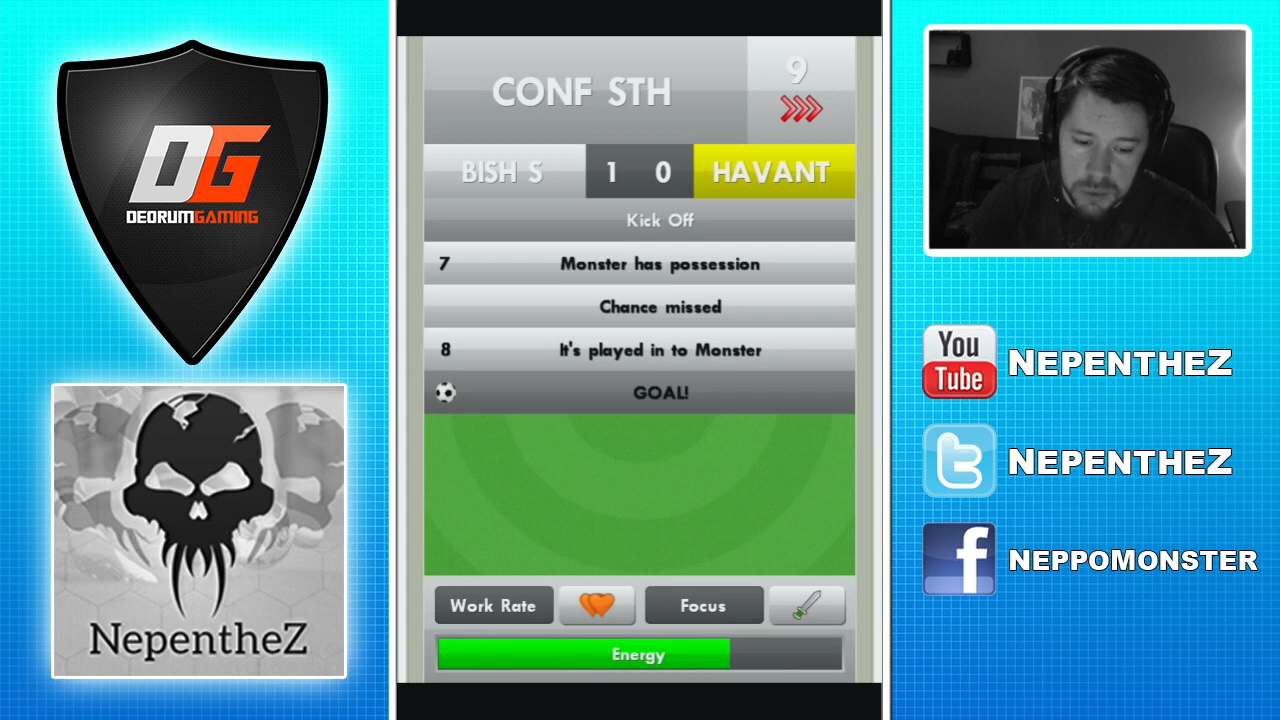 DG
DEORUMGAMING
NepentheZ
CONF STH
9
BISH S 1 0 HAVANT
Kick Off
7 Monster has possession
Chance missed
8 It's played in to Monster
GOAL!
Work Rate Focus
Energy
You
Tube NEPENTHEZ
t NEPENTHEZ
f NEPPOMONSTER